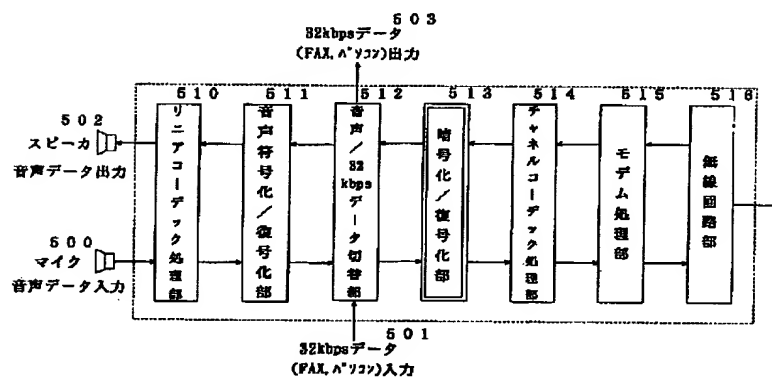 503
32kbpsデータ
(FAX,パソコン)出力
510
511
512
513
514
515
516
502
スピーカ
音声データ出力
500
マイク
音声データ入力
リニアコーデック処理部
音声符号化/復号化部
音声/32kbpsデータ切替部
暗号化/復号化部
チャネルコーデック処理部
モデム処理部
無線回路部
501
32kbpsデータ
(FAX,パソコン)入力